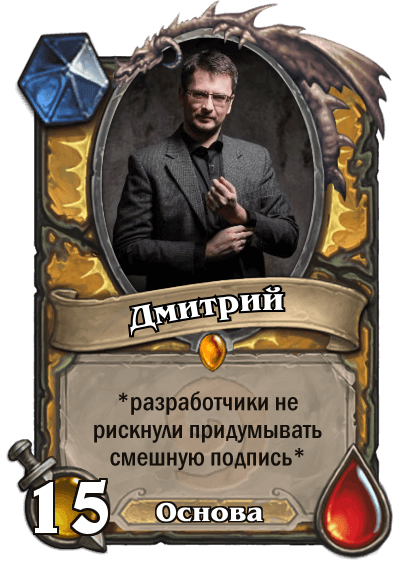 Дмитрий
*разработчики не
рискнули придумывать
смешную подпись*
15
Основа